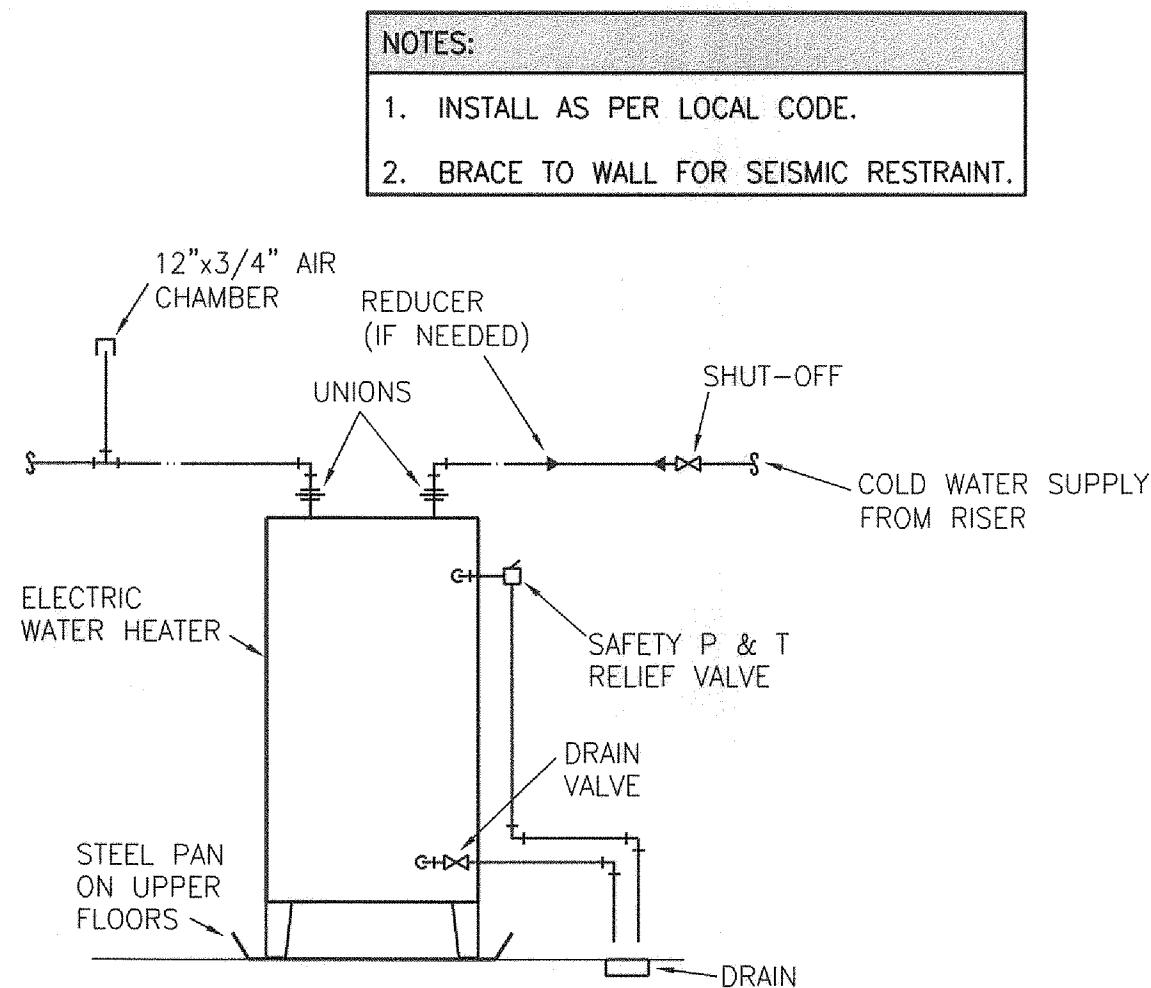 NOTES:
1. INSTALL AS PER LOCAL CODE.
2. BRACE TO WALL FOR SEISMIC RESTRAINT.
12"x3/4" AIR
CHAMBER
REDUCER
(IF NEEDED)
UNIONS
SHUT-OFF
COLD WATER SUPPLY
FROM RISER
ELECTRIC
WATER HEATER
SAFETY P & T
RELIEF VALVE
DRAIN
VALVE
STEEL PAN
ON UPPER
FLOORS
DRAIN